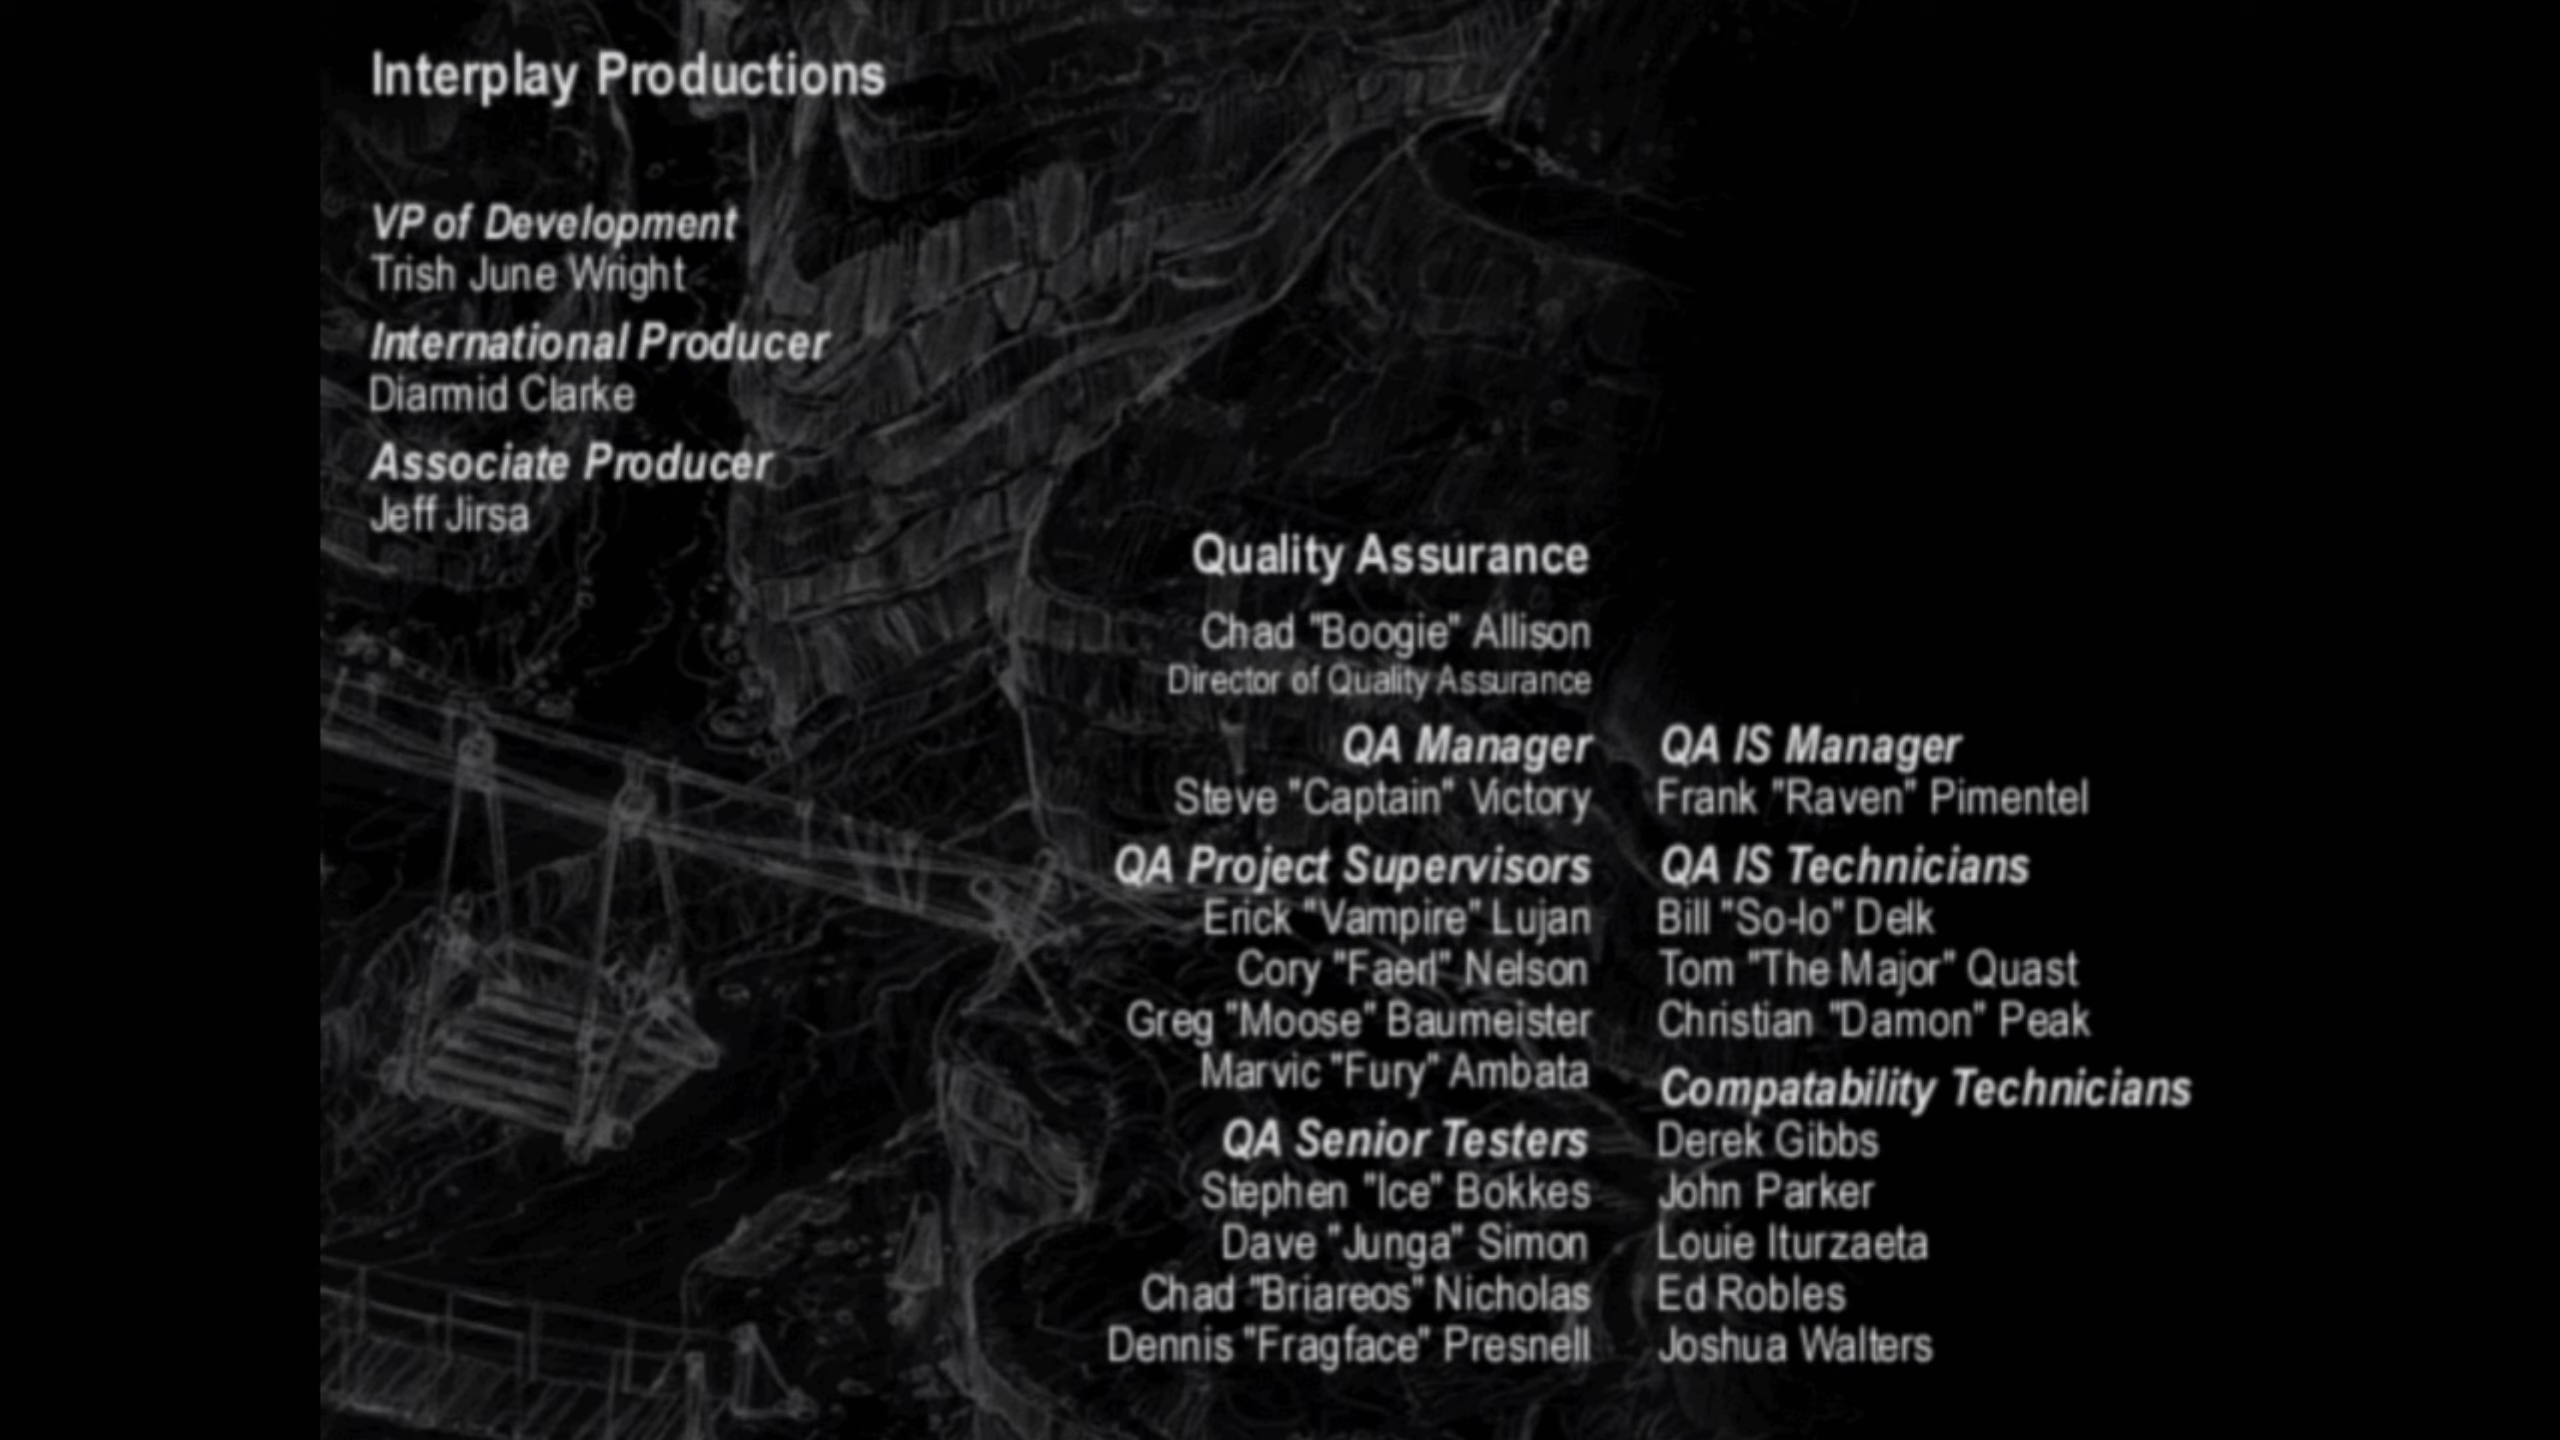 Interplay Productions
VP of Development
Trish June Wright
International Producer
Diarmid Clarke
Associate Producer
Jeff Jirsa
Quality Assurance
Chad "Boogie" Allison
Director of Quality Assurance
QA Manager
Steve "Captain" Victory
QA Project Supervisors
Erick "Vampire" Lujan
Cory "Faerl" Nelson
Greg "Moose" Baumeister
Marvic "Fury" Ambata
QA Senior Testers
Stephen "Ice" Bokkes
Dave "Junga" Simon
Chad "Briareos" Nicholas
Dennis "Fragface" Presnell
QA IS Manager
Frank "Raven" Pimentel
QA IS Technicians
Bill "So-lo" Delk
Tom "The Major" Quast
Christian "Damon" Peak
Compatability Technicians
Derek Gibbs
John Parker
Louie Iturzaeta
Ed Robles
Joshua Walters